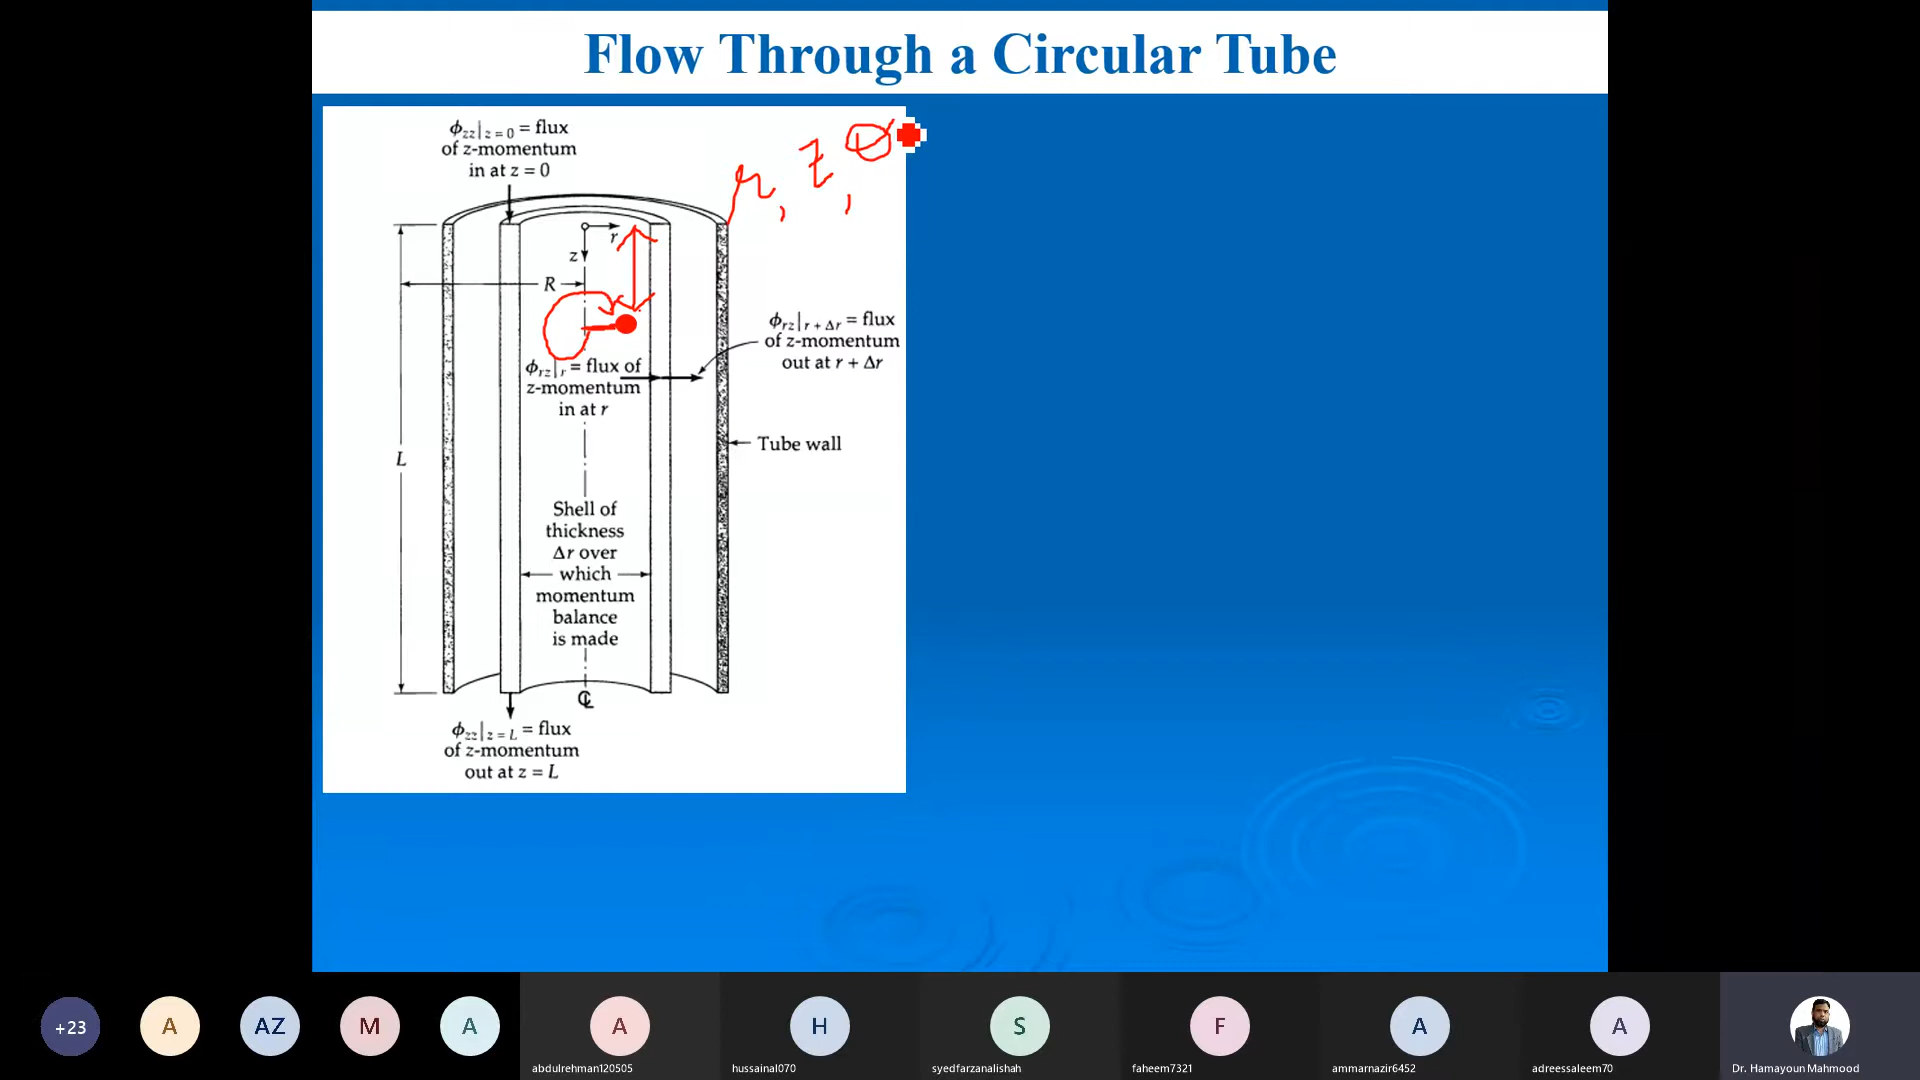 Flow Through a Circular Tube
ϕzz|z = 0 = flux
of z-momentum
in at z = 0
r, z, θ
r
z
R
ϕrz|r + Δr = flux
of z-momentum
out at r + Δr
ϕrz|r = flux of
z-momentum
in at r
Tube wall
L
Shell of
thickness
Δr over
which
momentum
balance
is made
℄
ϕzz|z = L = flux
of z-momentum
out at z = L
+23
A
AZ
M
A
A
H
S
F
A
A
abdulrehman120505
hussainal070
syedfarzanalishah
faheem7321
ammarnazir6452
adreessaleem70
Dr. Hamayoun Mahmood